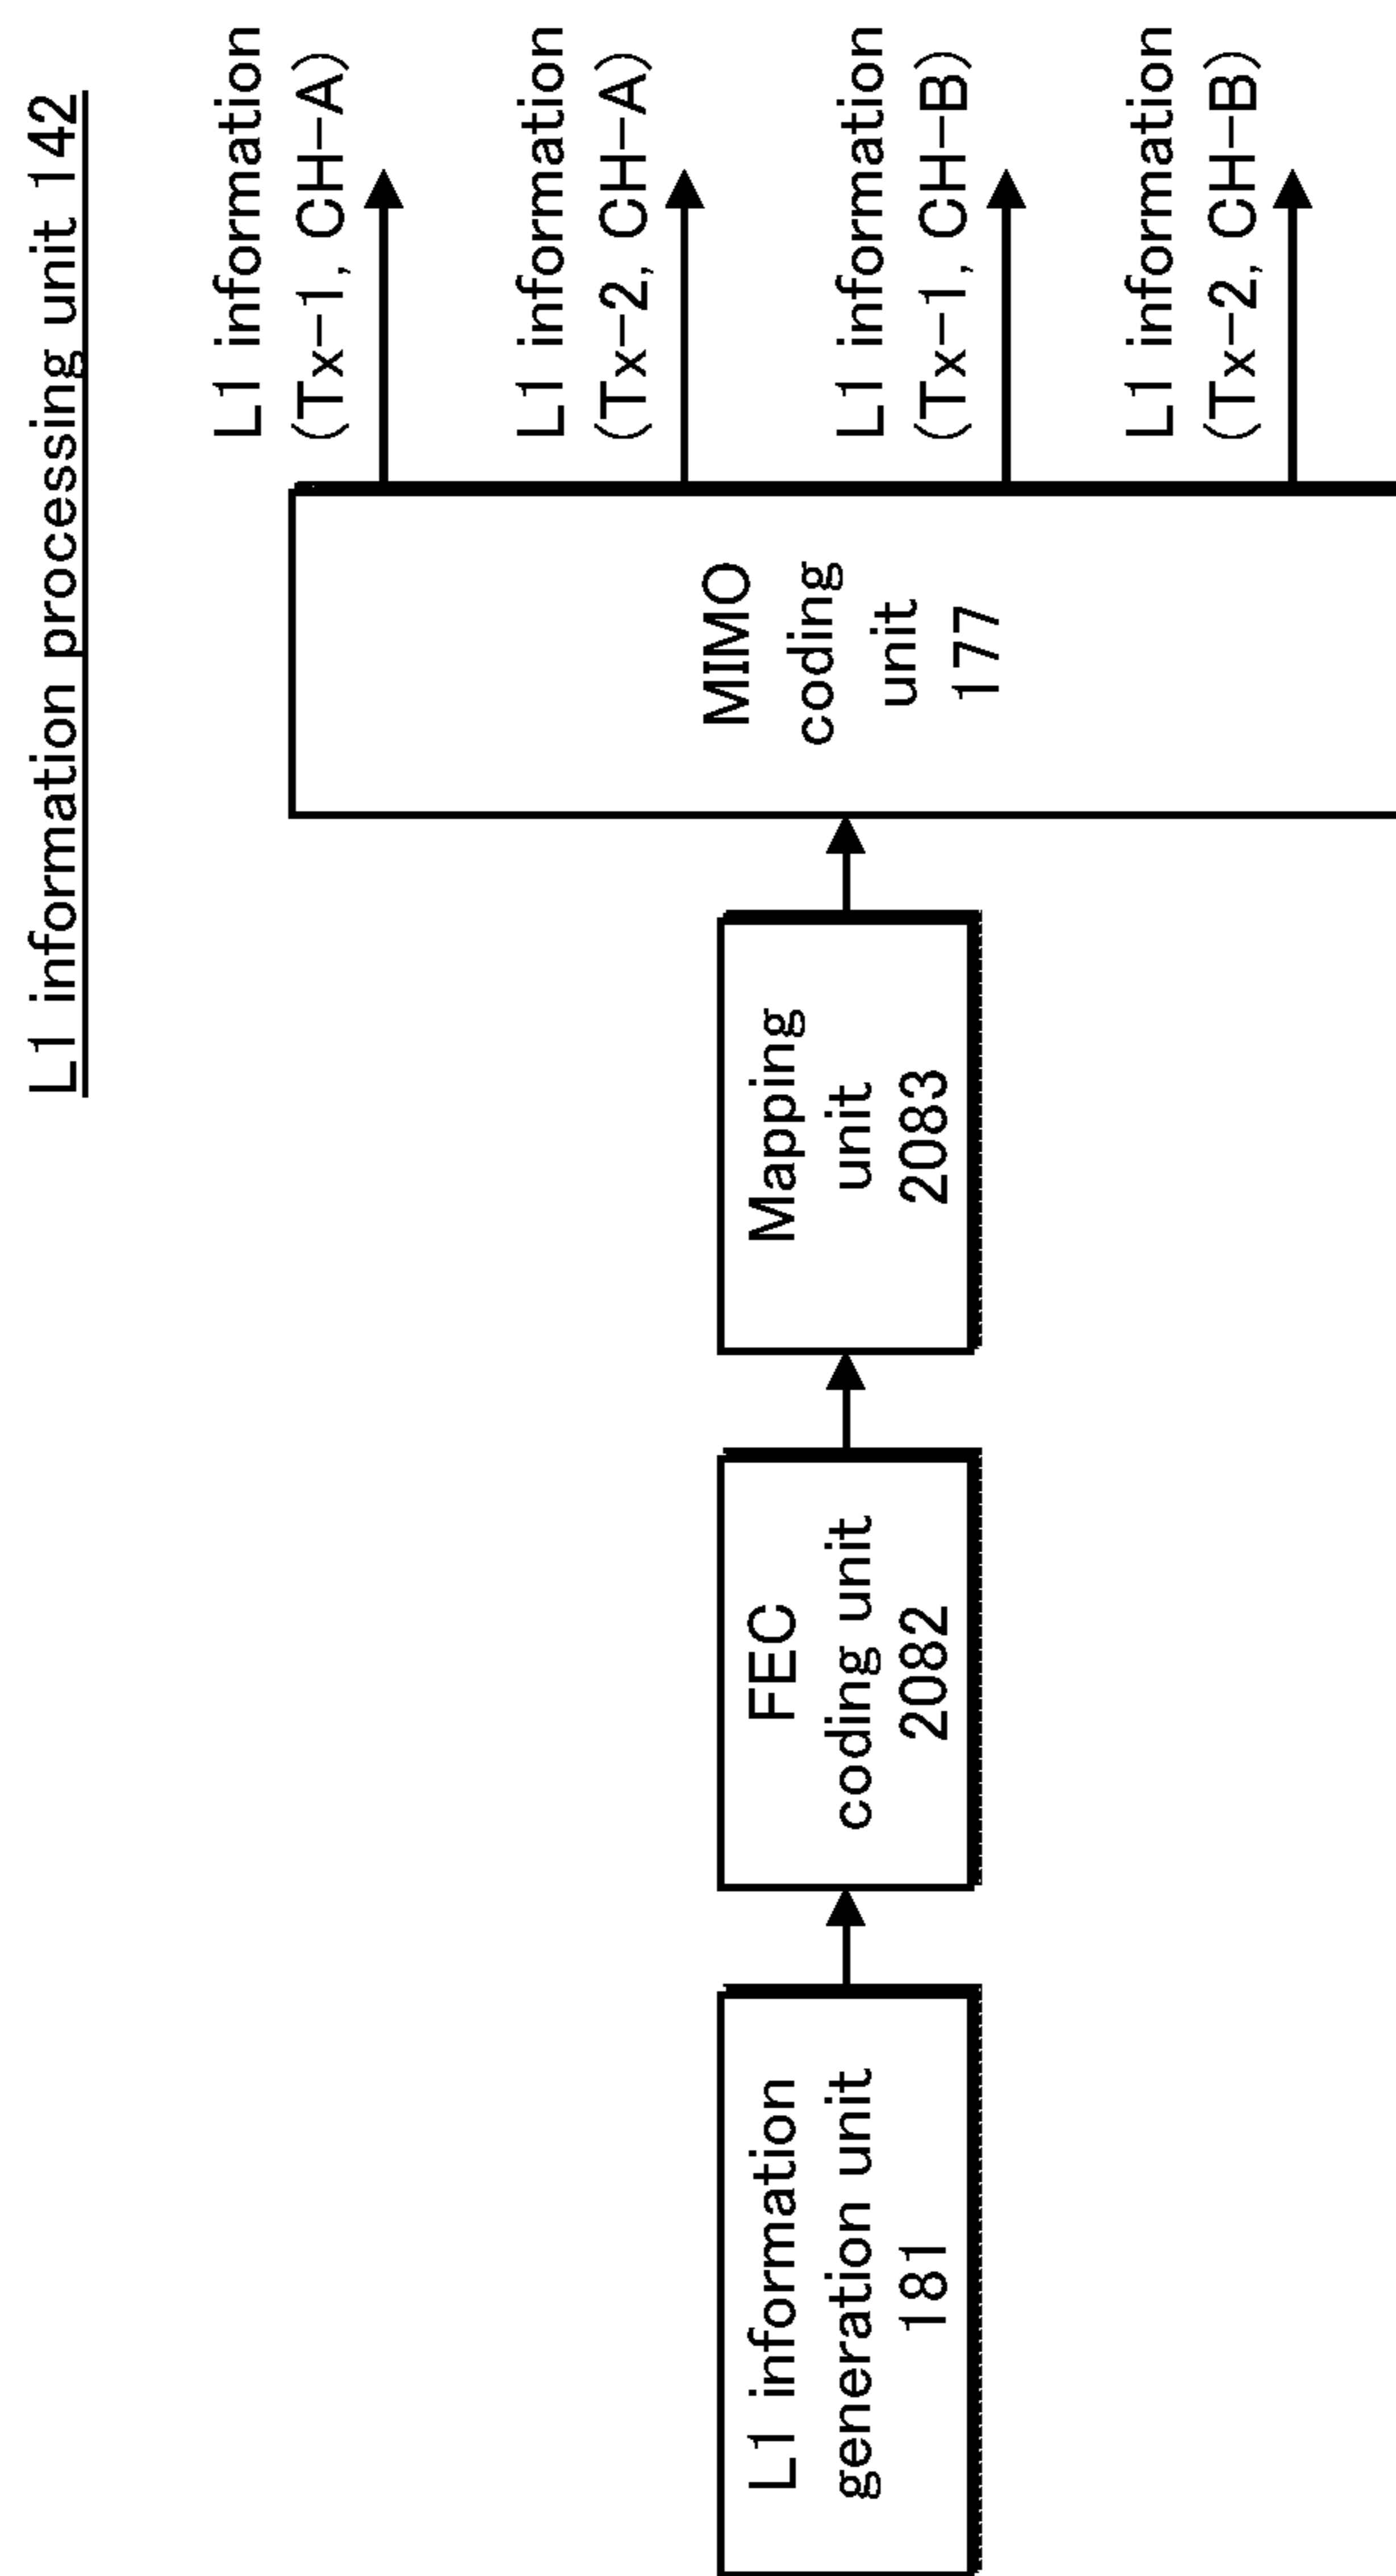 L1 information processing unit 142
L1 information
generation unit
181
FEC
coding unit
2082
Mapping
unit
2083
MIMO
coding
unit
177
L1 information
(Tx-1, CH-A)
L1 information
(Tx-2, CH-A)
L1 information
(Tx-1, CH-B)
L1 information
(Tx-2, CH-B)